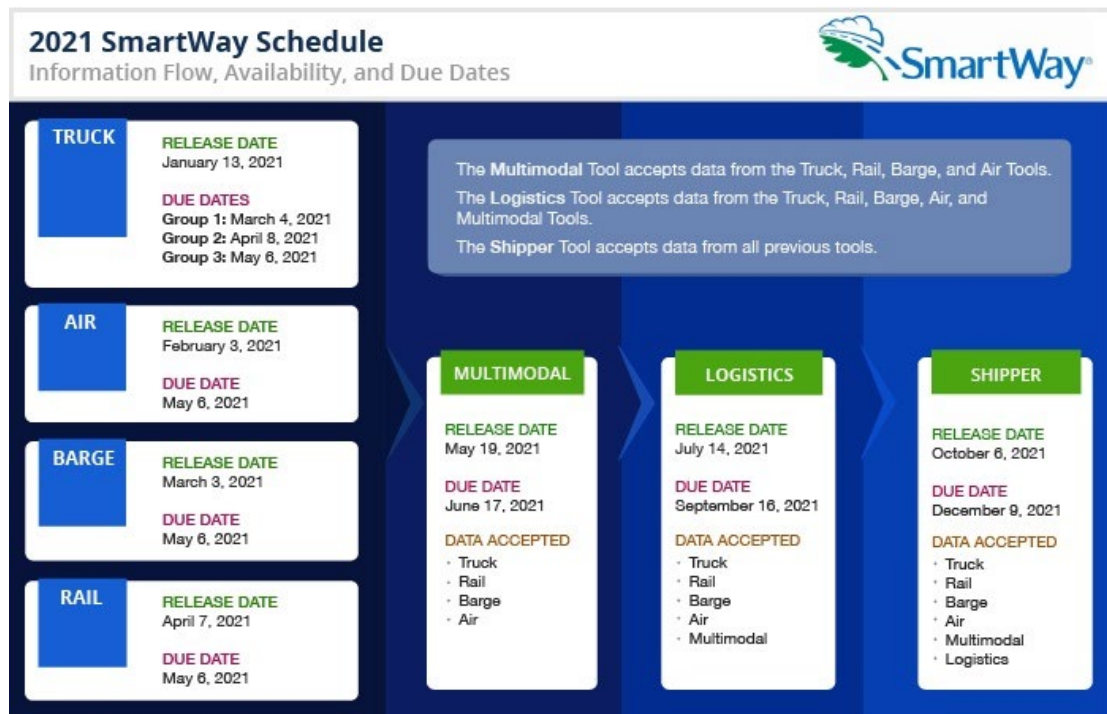 2021 SmartWay Schedule
Information Flow, Availability, and Due Dates
SmartWay®
TRUCK
RELEASE DATE
January 13, 2021
DUE DATES
Group 1: March 4, 2021
Group 2: April 8, 2021
Group 3: May 6, 2021
AIR
RELEASE DATE
February 3, 2021
DUE DATE
May 6, 2021
BARGE
RELEASE DATE
March 3, 2021
DUE DATE
May 6, 2021
RAIL
RELEASE DATE
April 7, 2021
DUE DATE
May 6, 2021
The Multimodal Tool accepts data from the Truck, Rail, Barge, and Air Tools.
The Logistics Tool accepts data from the Truck, Rail, Barge, Air, and
Multimodal Tools.
The Shipper Tool accepts data from all previous tools.
MULTIMODAL
RELEASE DATE
May 19, 2021
DUE DATE
June 17, 2021
DATA ACCEPTED
· Truck
· Rail
· Barge
· Air
LOGISTICS
RELEASE DATE
July 14, 2021
DUE DATE
September 16, 2021
DATA ACCEPTED
· Truck
· Rail
· Barge
· Air
· Multimodal
SHIPPER
RELEASE DATE
October 6, 2021
DUE DATE
December 9, 2021
DATA ACCEPTED
· Truck
· Rail
· Barge
· Air
· Multimodal
· Logistics